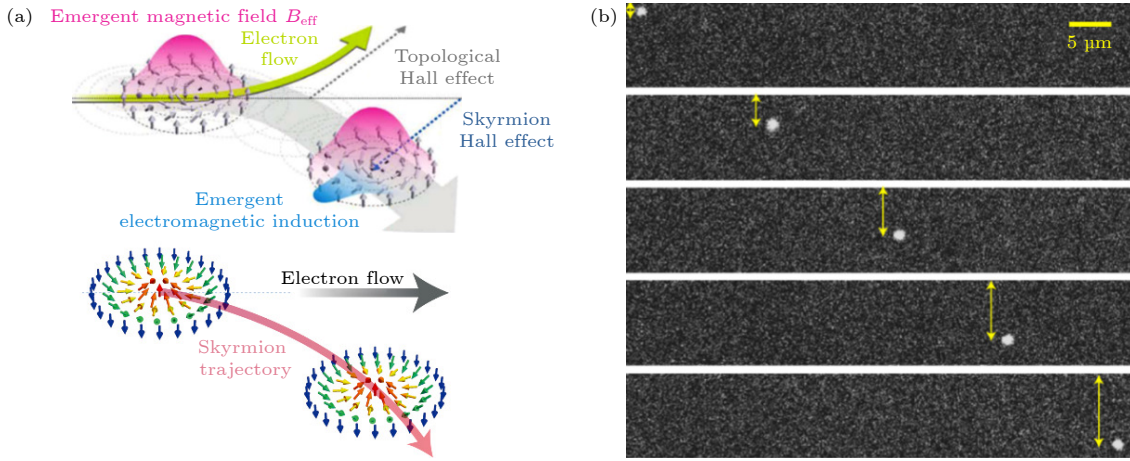 (a)
Emergent magnetic field B_eff
Electron
flow
Topological
Hall effect
Skyrmion
Hall effect
Emergent
electromagnetic induction
Electron flow
Skyrmion
trajectory
(b)
5 μm